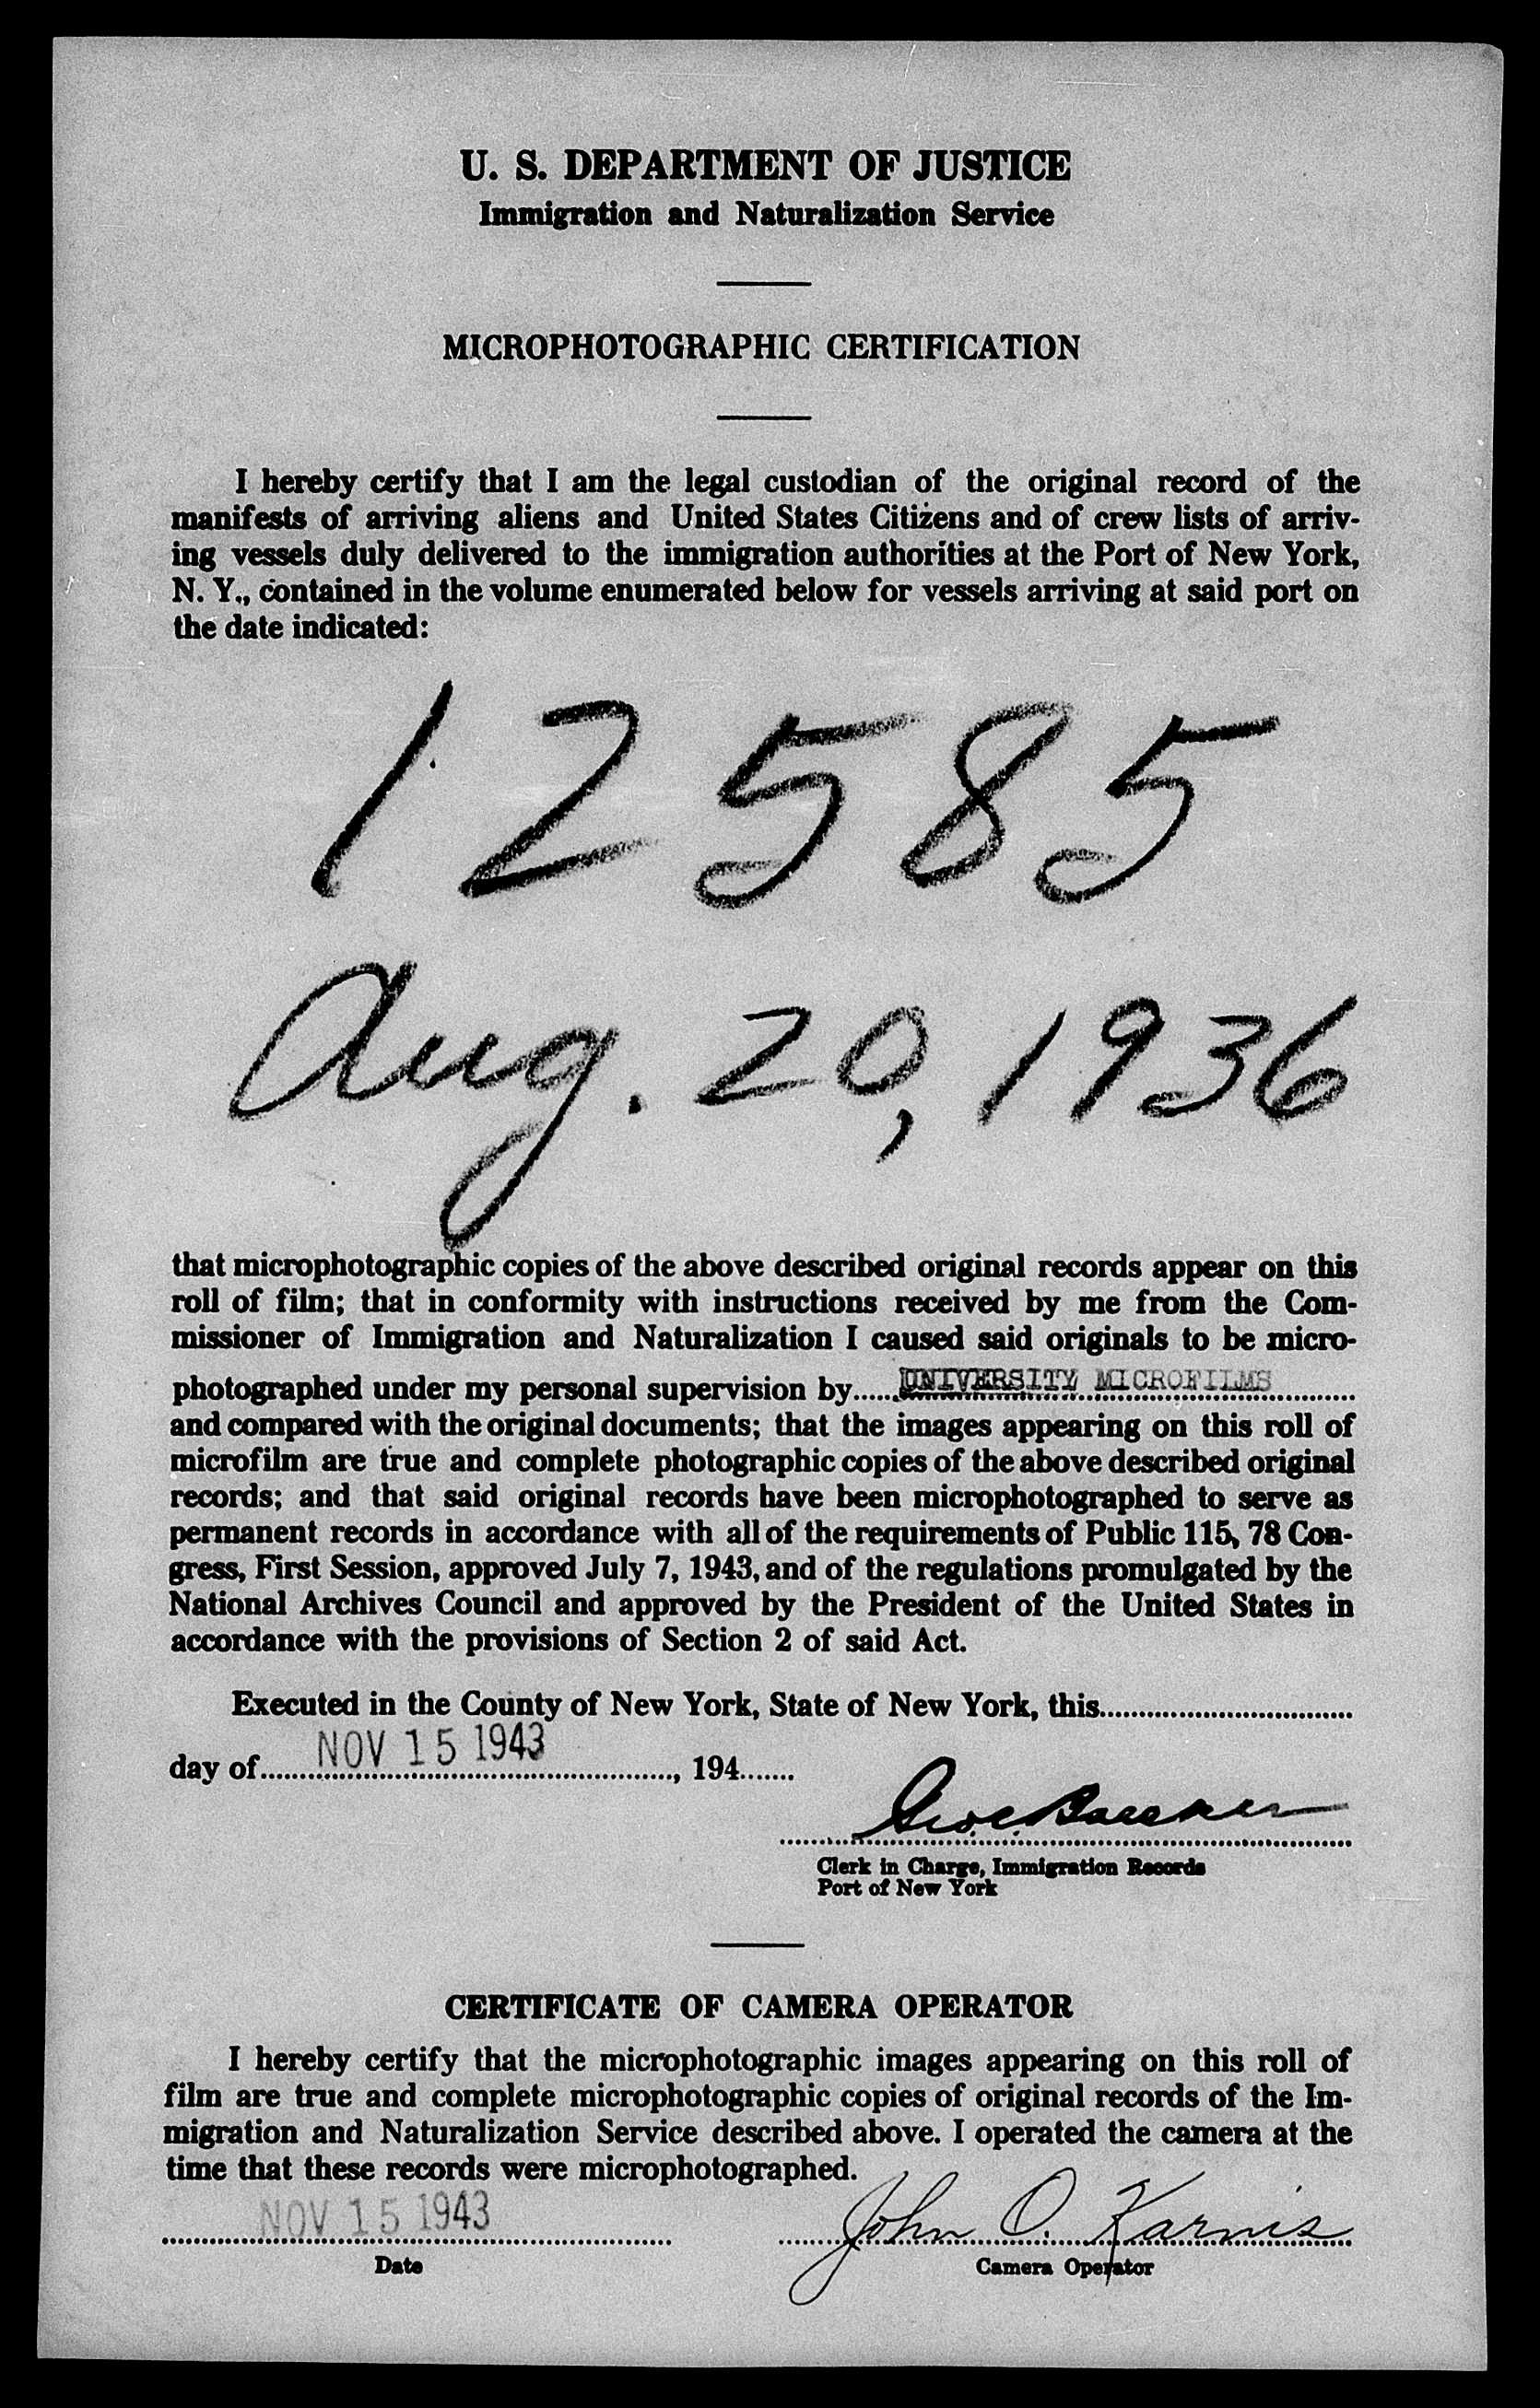 U. S. DEPARTMENT OF JUSTICE
Immigration and Naturalization Service
MICROPHOTOGRAPHIC CERTIFICATION
I hereby certify that I am the legal custodian of the original record of the
manifests of arriving aliens and United States Citizens and of crew lists of arriv-
ing vessels duly delivered to the immigration authorities at the Port of New York,
N. Y., contained in the volume enumerated below for vessels arriving at said port on
the date indicated:
12585
Aug. 20, 1936
that microphotographic copies of the above described original records appear on this
roll of film; that in conformity with instructions received by me from the Com-
missioner of Immigration and Naturalization I caused said originals to be micro-
photographed under my personal supervision by......UNIVERSITY MICROFILMS..........
and compared with the original documents; that the images appearing on this roll of
microfilm are true and complete photographic copies of the above described original
records; and that said original records have been microphotographed to serve as
permanent records in accordance with all of the requirements of Public 115, 78 Con-
gress, First Session, approved July 7, 1943, and of the regulations promulgated by the
National Archives Council and approved by the President of the United States in
accordance with the provisions of Section 2 of said Act.
Executed in the County of New York, State of New York, this................................
day of......NOV 15 1943................, 194.......
Clerk in Charge, Immigration Records
Port of New York
CERTIFICATE OF CAMERA OPERATOR
I hereby certify that the microphotographic images appearing on this roll of
film are true and complete microphotographic copies of original records of the Im-
migration and Naturalization Service described above. I operated the camera at the
time that these records were microphotographed.
NOV 15 1943 John O. Karnis
Date Camera Operator